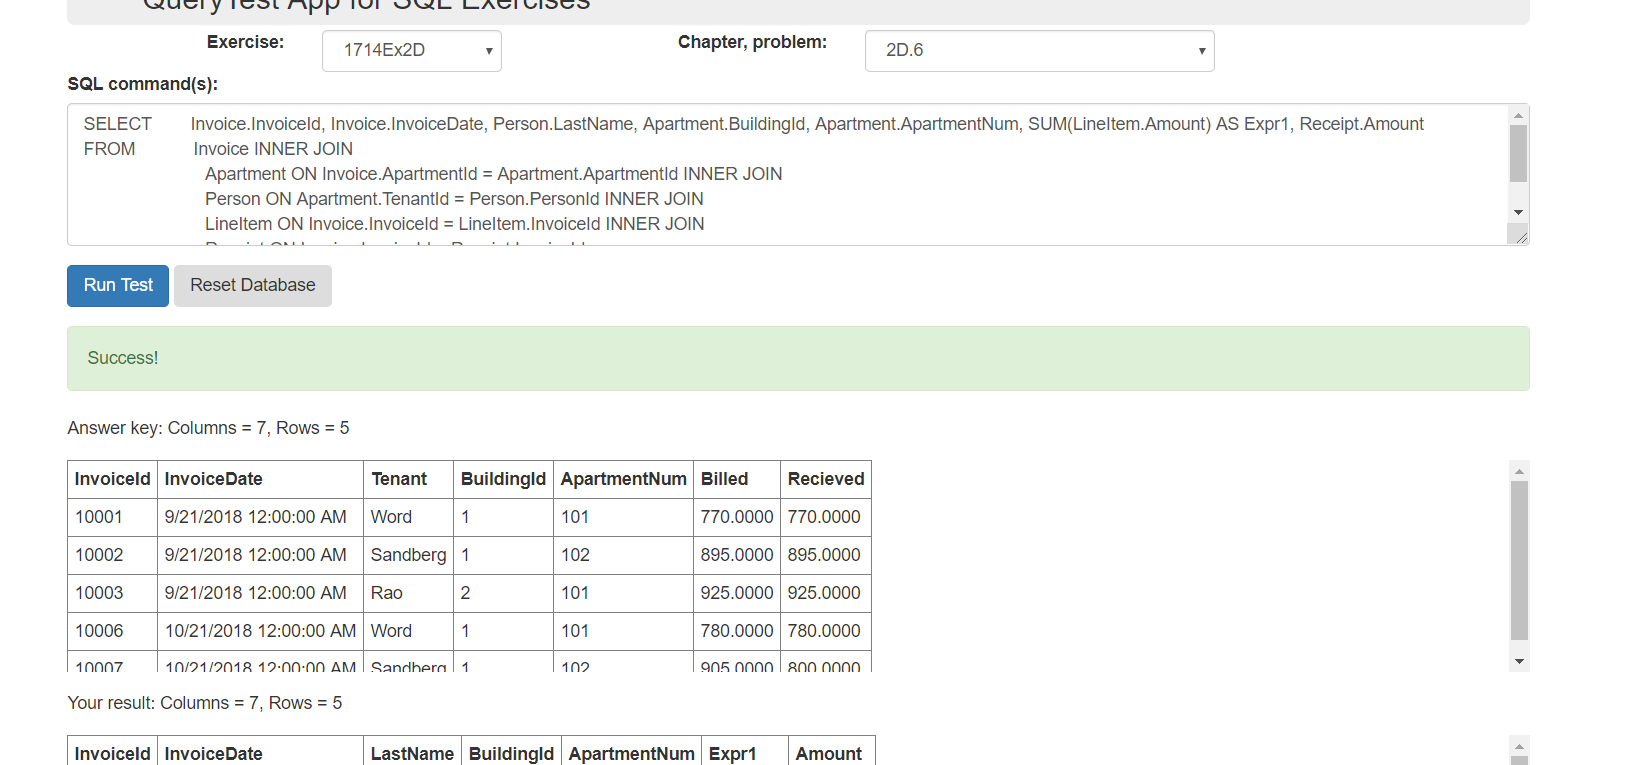 QueryTest App for SQL Exercises
Exercise: 1714Ex2D Chapter, problem: 2D.6
SQL command(s):
SELECT Invoice.InvoiceId, Invoice.InvoiceDate, Person.LastName, Apartment.BuildingId, Apartment.ApartmentNum, SUM(LineItem.Amount) AS Expr1, Receipt.Amount
FROM Invoice INNER JOIN
Apartment ON Invoice.ApartmentId = Apartment.ApartmentId INNER JOIN
Person ON Apartment.TenantId = Person.PersonId INNER JOIN
LineItem ON Invoice.InvoiceId = LineItem.InvoiceId INNER JOIN
Run Test Reset Database
Success!
Answer key: Columns = 7, Rows = 5
InvoiceId InvoiceDate Tenant BuildingId ApartmentNum Billed Recieved
10001 9/21/2018 12:00:00 AM Word 1 101 770.0000 770.0000
10002 9/21/2018 12:00:00 AM Sandberg 1 102 895.0000 895.0000
10003 9/21/2018 12:00:00 AM Rao 2 101 925.0000 925.0000
10006 10/21/2018 12:00:00 AM Word 1 101 780.0000 780.0000
10007 10/21/2018 12:00:00 AM Sandberg 1 102 905.0000 800.0000
Your result: Columns = 7, Rows = 5
InvoiceId InvoiceDate LastName BuildingId ApartmentNum Expr1 Amount